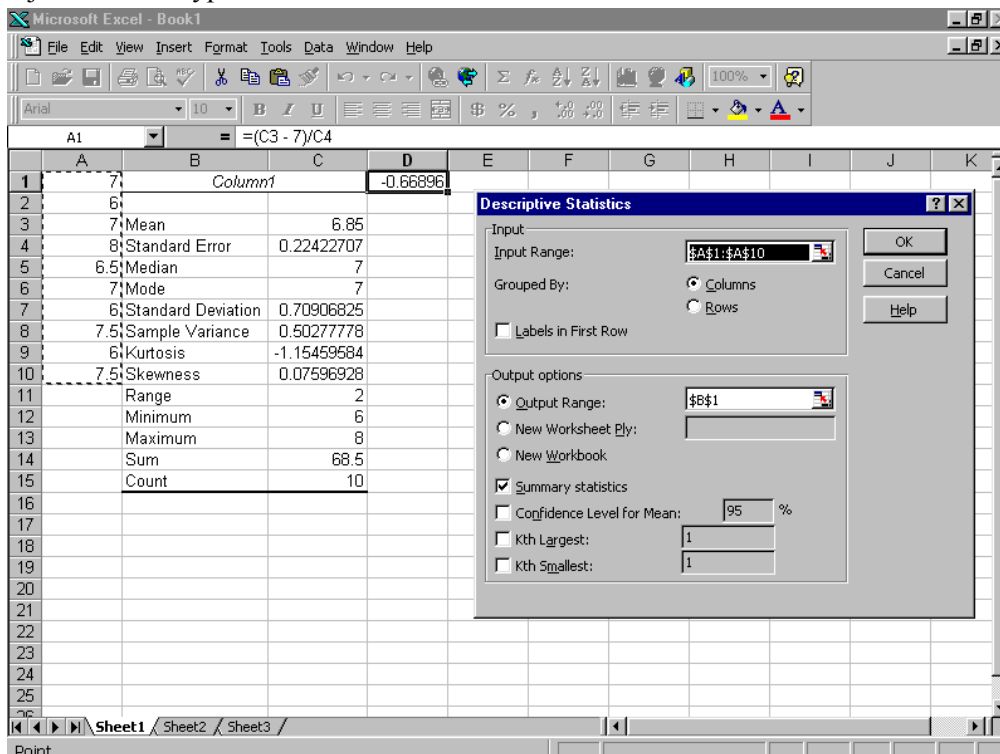 Microsoft Excel - Book1
File Edit View Insert Format Tools Data Window Help
100%
Arial 10 B I U
A1 = =(C3 - 7)/C4
A B C D E F G H I J K
1 7 Column1 -0.66896
2 6
3 7 Mean 6.85
4 8 Standard Error 0.22422707
5 6.5 Median 7
6 7 Mode 7
7 6 Standard Deviation 0.70906825
8 7.5 Sample Variance 0.50277778
9 6 Kurtosis -1.15459584
10 7.5 Skewness 0.07596928
11 Range 2
12 Minimum 6
13 Maximum 8
14 Sum 68.5
15 Count 10
16
17
18
19
20
21
22
23
24
25
Descriptive Statistics
Input
Input Range: $A$1:$A$10
Grouped By: Columns
Rows
Labels in First Row
OK
Cancel
Help
Output options
Output Range: $B$1
New Worksheet Ply:
New Workbook
Summary statistics
Confidence Level for Mean: 95 %
Kth Largest: 1
Kth Smallest: 1
Sheet1 Sheet2 Sheet3
Point